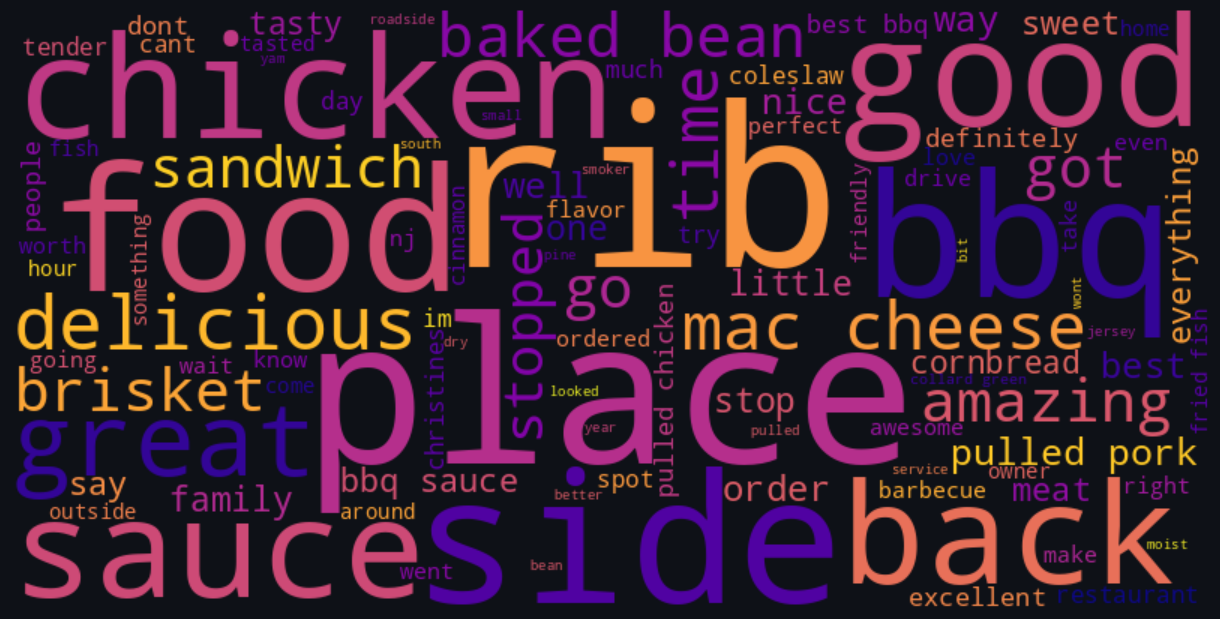 dont
tasty
roadside
baked bean
best bbq
way
sweet
home
tender
cant
tasted
yam
chicken
much
coleslaw
good
day
small
time
nice
perfect
definitely
even
people
fish
sandwich
south
rib
well
smoker
love
drive
got
food
flavor
one
try
friendly
bbq
take
everything
worth
hour
something
nj
cinnamon
stopped
pine
bit
go
little
wont
delicious
im
dry
ordered
pulled chicken
mac cheese
jersey
going
wait
know
christines
place
cornbread
best
fried fish
brisket
come
looked
stop
collard green
amazing
great
year
pulled
awesome
pulled pork
say
family
bbq sauce
better
spot
order
service
owner
barbecue
meat
right
outside
around
sauce
side
back
went
bean
make
moist
excellent
restaurant